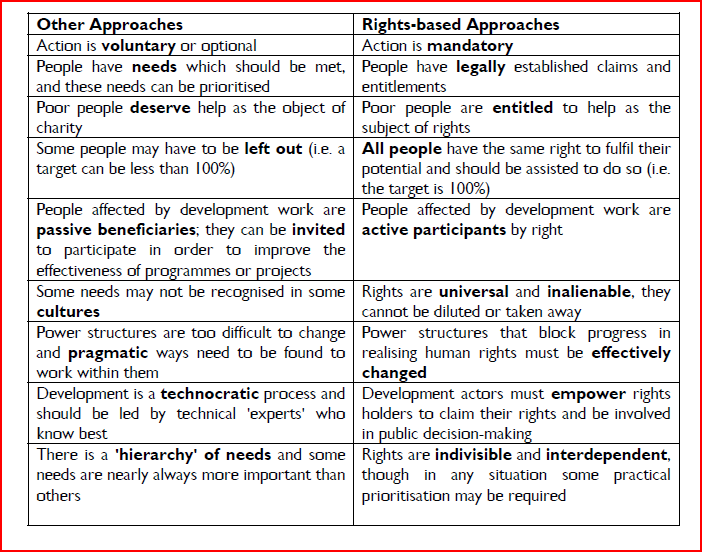 Other Approaches
Rights-based Approaches
Action is voluntary or optional
Action is mandatory
People have needs which should be met,
and these needs can be prioritised
People have legally established claims and
entitlements
Poor people deserve help as the object of
charity
Poor people are entitled to help as the
subject of rights
Some people may have to be left out (i.e. a
target can be less than 100%)
All people have the same right to fulfil their
potential and should be assisted to do so (i.e.
the target is 100%)
People affected by development work are
passive beneficiaries; they can be invited
to participate in order to improve the
effectiveness of programmes or projects
People affected by development work are
active participants by right
Some needs may not be recognised in some
cultures
Rights are universal and inalienable, they
cannot be diluted or taken away
Power structures are too difficult to change
and pragmatic ways need to be found to
work within them
Power structures that block progress in
realising human rights must be effectively
changed
Development is a technocratic process and
should be led by technical 'experts' who
know best
Development actors must empower rights
holders to claim their rights and be involved
in public decision-making
There is a 'hierarchy' of needs and some
needs are nearly always more important than
others
Rights are indivisible and interdependent,
though in any situation some practical
prioritisation may be required